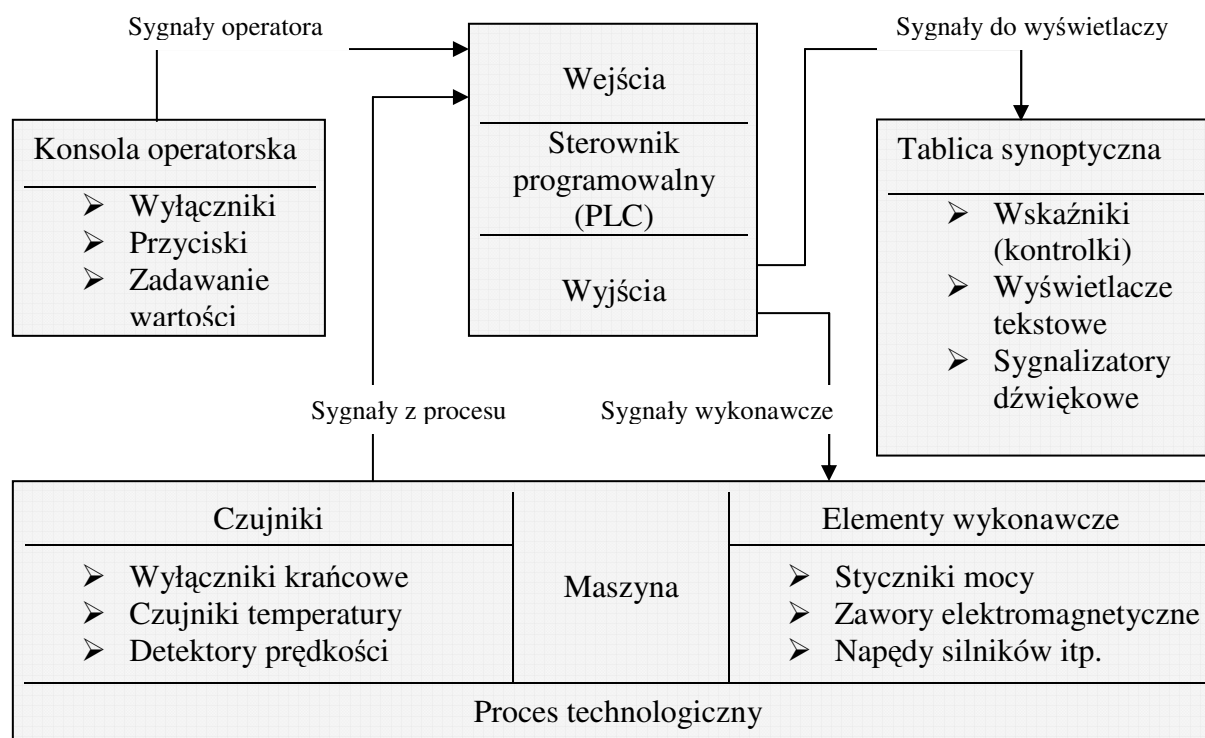 Sygnały operatora
Sygnały do wyświetlaczy
Wejścia
Sterownik
programowalny
(PLC)
Wyjścia
Konsola operatorska
➢ Wyłączniki
➢ Przyciski
➢ Zadawanie
wartości
Tablica synoptyczna
➢ Wskaźniki
(kontrolki)
➢ Wyświetlacze
tekstowe
➢ Sygnalizatory
dźwiękowe
Sygnały z procesu
Sygnały wykonawcze
Czujniki
➢ Wyłączniki krańcowe
➢ Czujniki temperatury
➢ Detektory prędkości
Maszyna
Elementy wykonawcze
➢ Styczniki mocy
➢ Zawory elektromagnetyczne
➢ Napędy silników itp.
Proces technologiczny